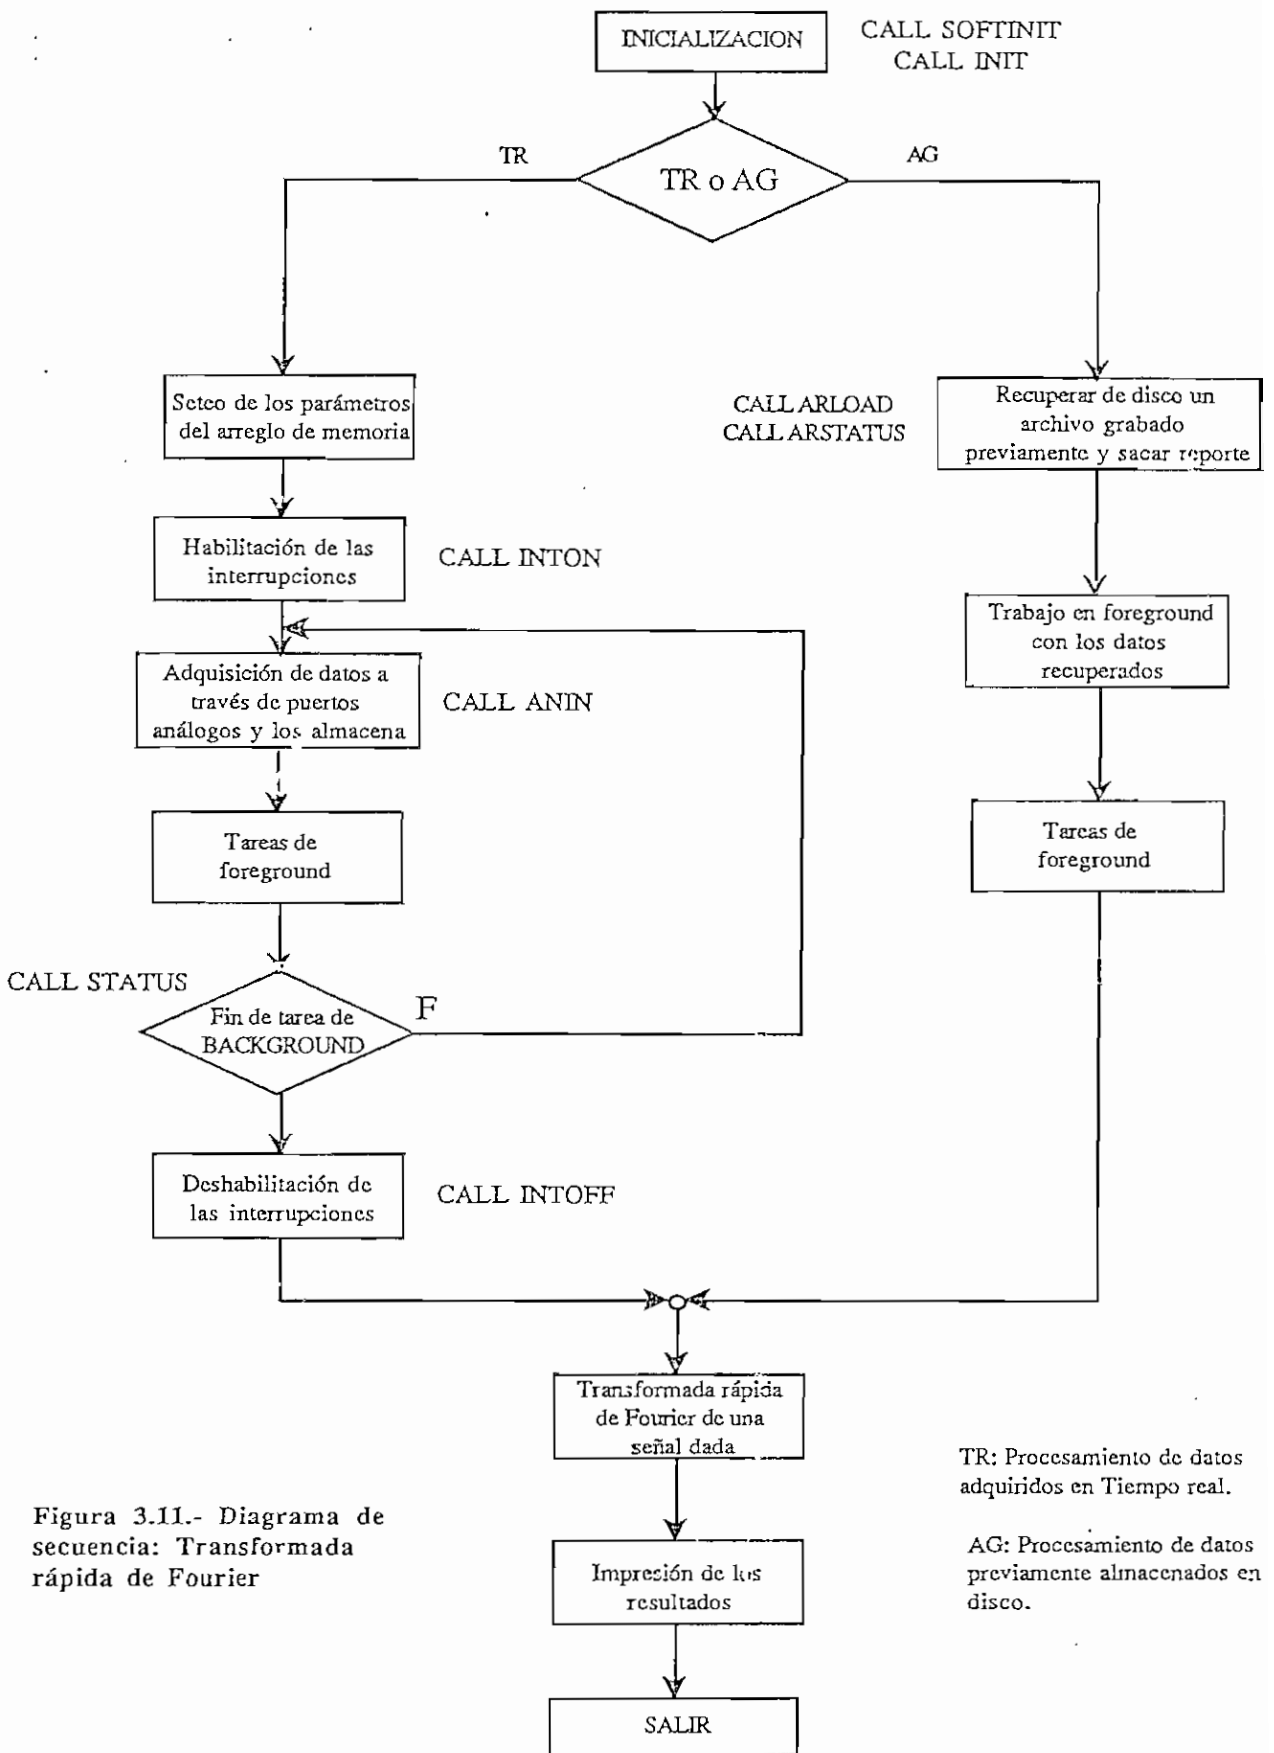 INICIALIZACION
CALL SOFTINIT
CALL INIT
TR
AG
TR o AG
Seteo de los parámetros
del arreglo de memoria
CALL ARLOAD
CALL ARSTATUS
Recuperar de disco un
archivo grabado
previamente y sacar reporte
Habilitación de las
interrupciones
CALL INTON
Trabajo en foreground
con los datos
recuperados
Adquisición de datos a
través de puertos
análogos y los almacena
CALL ANIN
Tareas de
foreground
Tareas de
foreground
CALL STATUS
Fin de tarea de
BACKGROUND
F
Deshabilitación de
las interrupciones
CALL INTOFF
Transformada rápida
de Fourier de una
señal dada
TR: Procesamiento de datos
adquiridos en Tiempo real.
Figura 3.11.- Diagrama de
secuencia: Transformada
rápida de Fourier
Impresión de los
resultados
AG: Procesamiento de datos
previamente almacenados en
disco.
SALIR